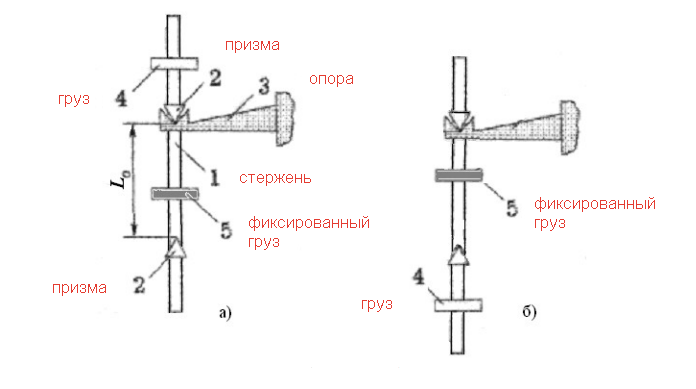 призма
опора
груз
4
2
3
L₀
1
стержень
5
фиксированный
груз
призма
2
а)
5
фиксированный
груз
4
груз
б)